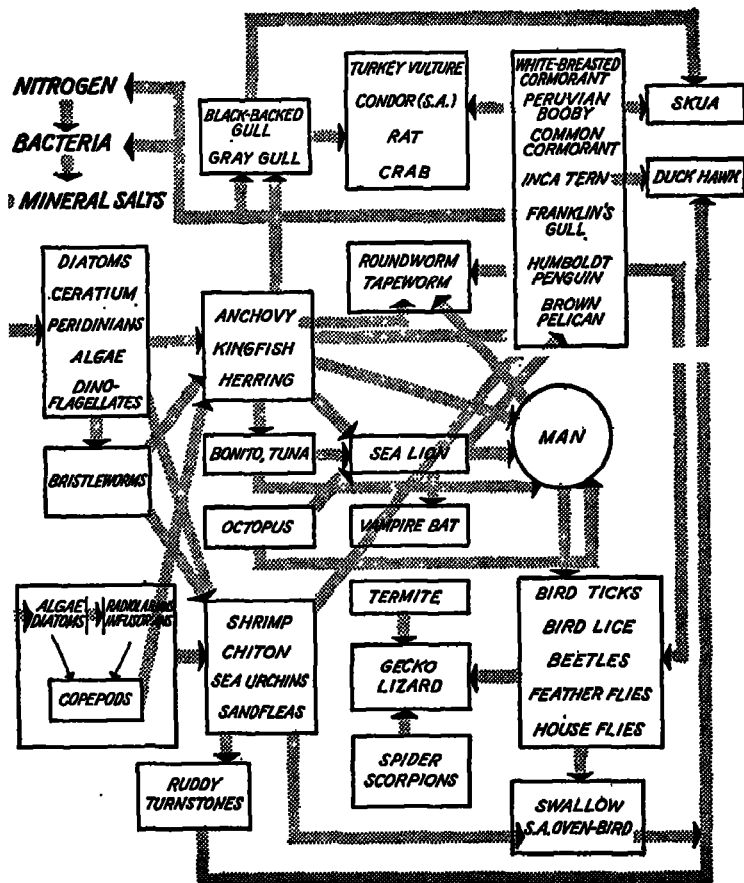 NITROGEN
BACTERIA
MINERAL SALTS
BLACK-BACKED
GULL
GRAY GULL
TURKEY VULTURE
CONDOR (S.A.)
RAT
CRAB
WHITE-BREASTED
CORMORANT
PERUVIAN
BOOBY
COMMON
CORMORANT
INCA TERN
FRANKLIN'S
GULL
HUMBOLDT
PENGUIN
BROWN
PELICAN
SKUA
DUCK HAWK
DIATOMS
CERATIUM
PERIDINIANS
ALGAE
DINO-
FLAGELLATES
ANCHOVY
KINGFISH
HERRING
ROUNDWORM
TAPEWORM
MAN
BRISTLEWORMS
BONITO, TUNA
SEA LION
OCTOPUS
VAMPIRE BAT
ALGAE
DIATOMS
RADIOLARIANS
INFUSORIANS
COPEPODS
SHRIMP
CHITON
SEA URCHINS
SANDFLEAS
TERMITE
GECKO
LIZARD
SPIDER
SCORPIONS
BIRD TICKS
BIRD LICE
BEETLES
FEATHER FLIES
HOUSE FLIES
RUDDY
TURNSTONES
SWALLOW
S.A. OVEN-BIRD